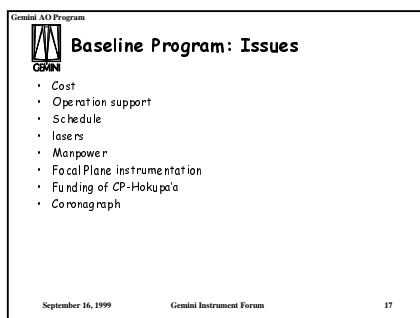 Gemini AO Program
Baseline Program: Issues
GEMINI
• Cost
• Operation support
• Schedule
• lasers
• Manpower
• Focal Plane instrumentation
• Funding of CP-Hokupa'a
• Coronagraph
September 16, 1999 Gemini Instrument Forum 17